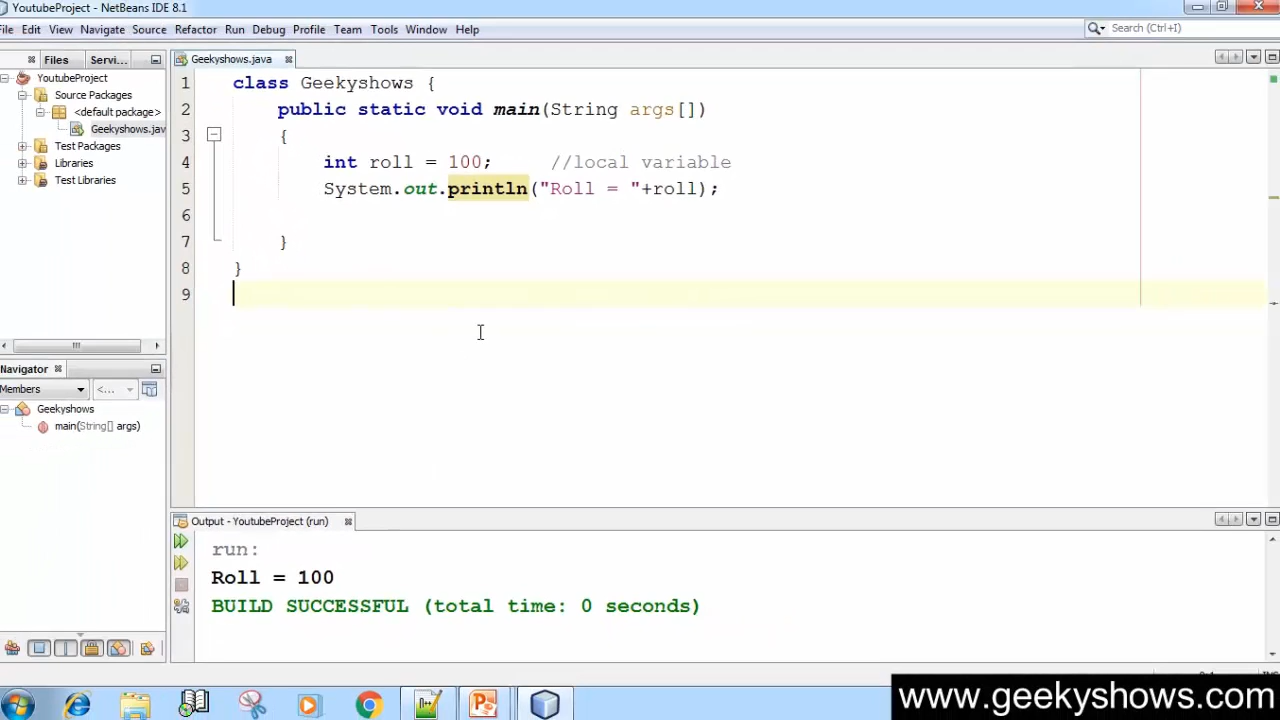 YoutubeProject - NetBeans IDE 8.1
File Edit View Navigate Source Refactor Run Debug Profile Team Tools Window Help
Search (Ctrl+I)
Files Servi...
Geekyshows.java
YoutubeProject
Source Packages
<default package>
Geekyshows.jav
Test Packages
Libraries
Test Libraries
1 class Geekyshows {
2 public static void main(String args[])
3 {
4 int roll = 100; //local variable
5 System.out.println("Roll = "+roll);
6
7 }
8 }
9
Navigator
Members <...
Geekyshows
main(String[] args)
Output - YoutubeProject (run)
run:
Roll = 100
BUILD SUCCESSFUL (total time: 0 seconds)
www.geekyshows.com